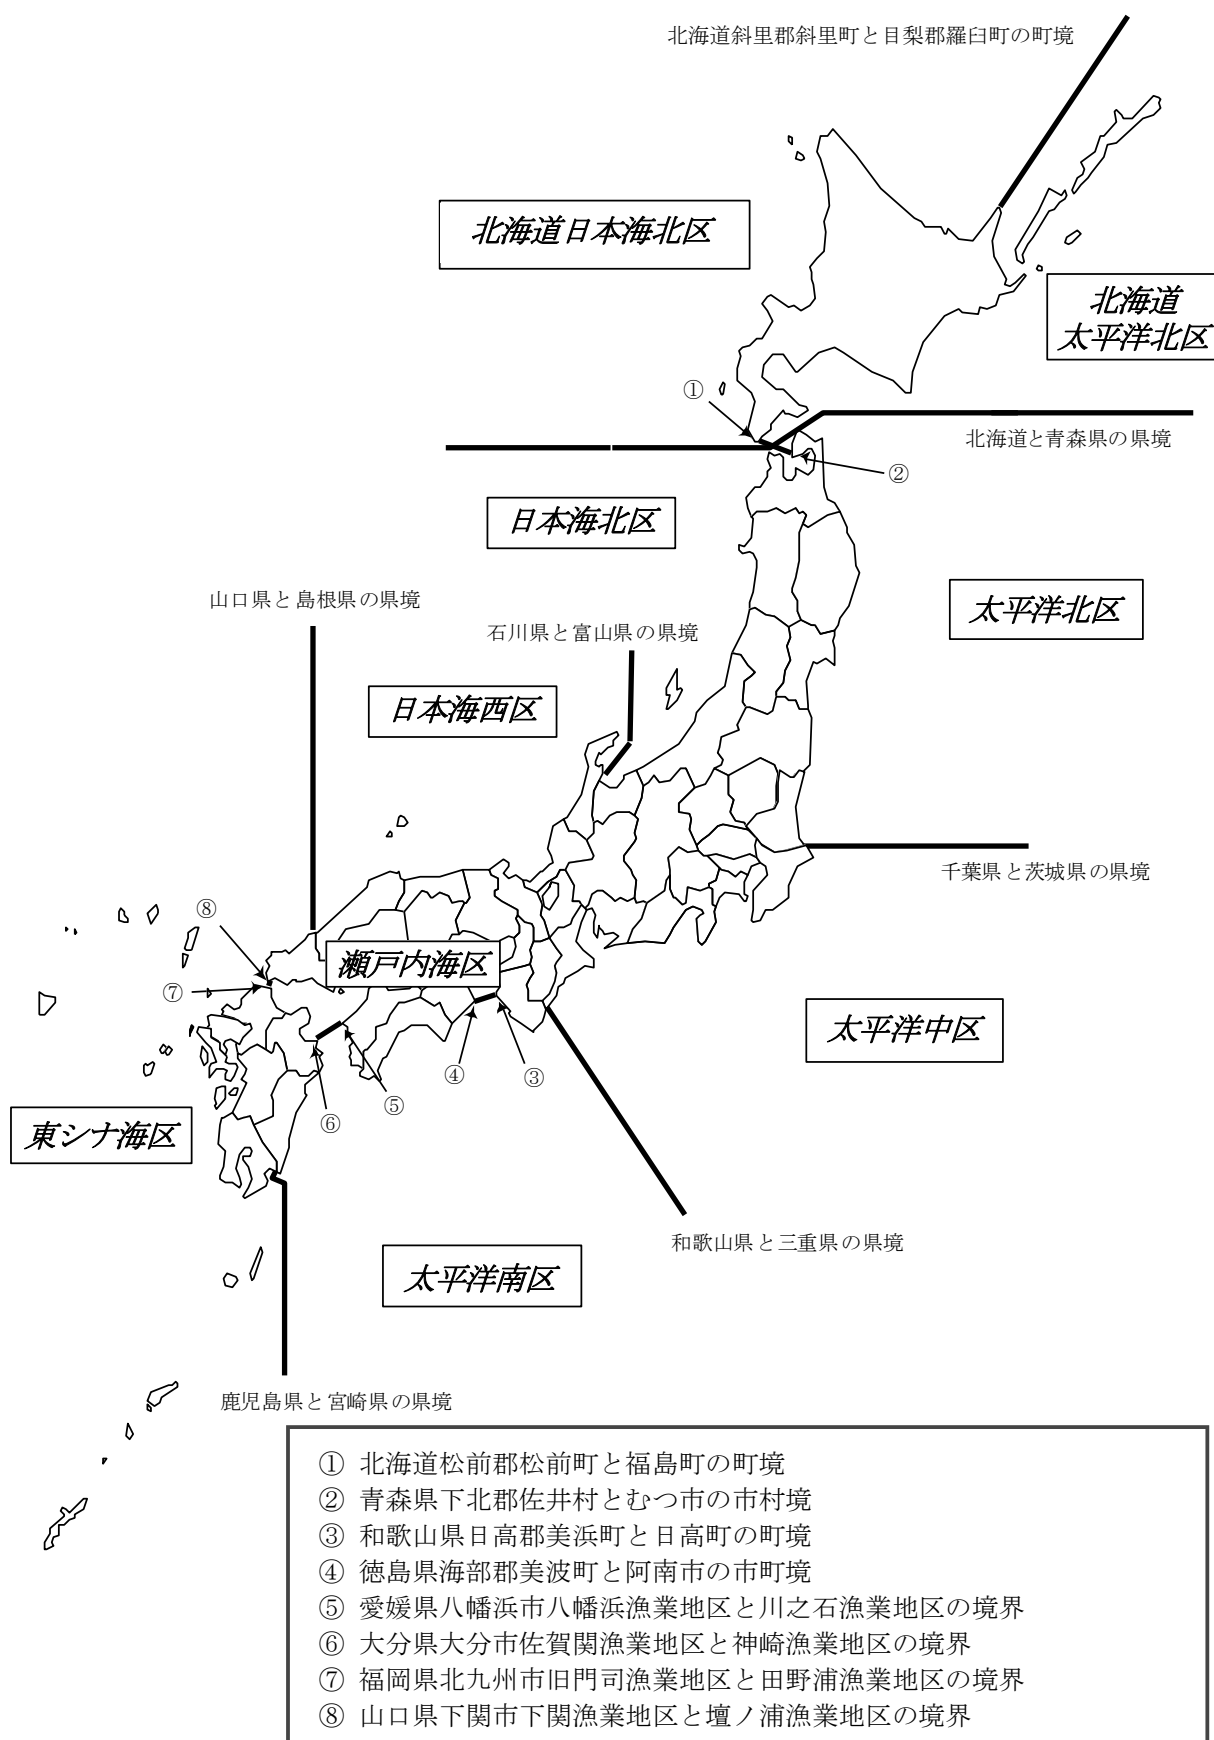 北海道斜里郡斜里町と目梨郡羅臼町の町境
北海道日本海北区
北海道
太平洋北区
①
北海道と青森県の県境
②
日本海北区
太平洋北区
山口県と島根県の県境
石川県と富山県の県境
日本海西区
千葉県と茨城県の県境
⑧
瀬戸内海区
⑦
太平洋中区
④
③
⑤
⑥
東シナ海区
和歌山県と三重県の県境
太平洋南区
鹿児島県と宮崎県の県境
① 北海道松前郡松前町と福島町の町境
② 青森県下北郡佐井村とむつ市の市村境
③ 和歌山県日高郡美浜町と日高町の町境
④ 徳島県海部郡美波町と阿南市の市町境
⑤ 愛媛県八幡浜市八幡浜漁業地区と川之石漁業地区の境界
⑥ 大分県大分市佐賀関漁業地区と神崎漁業地区の境界
⑦ 福岡県北九州市旧門司漁業地区と田野浦漁業地区の境界
⑧ 山口県下関市下関漁業地区と壇ノ浦漁業地区の境界